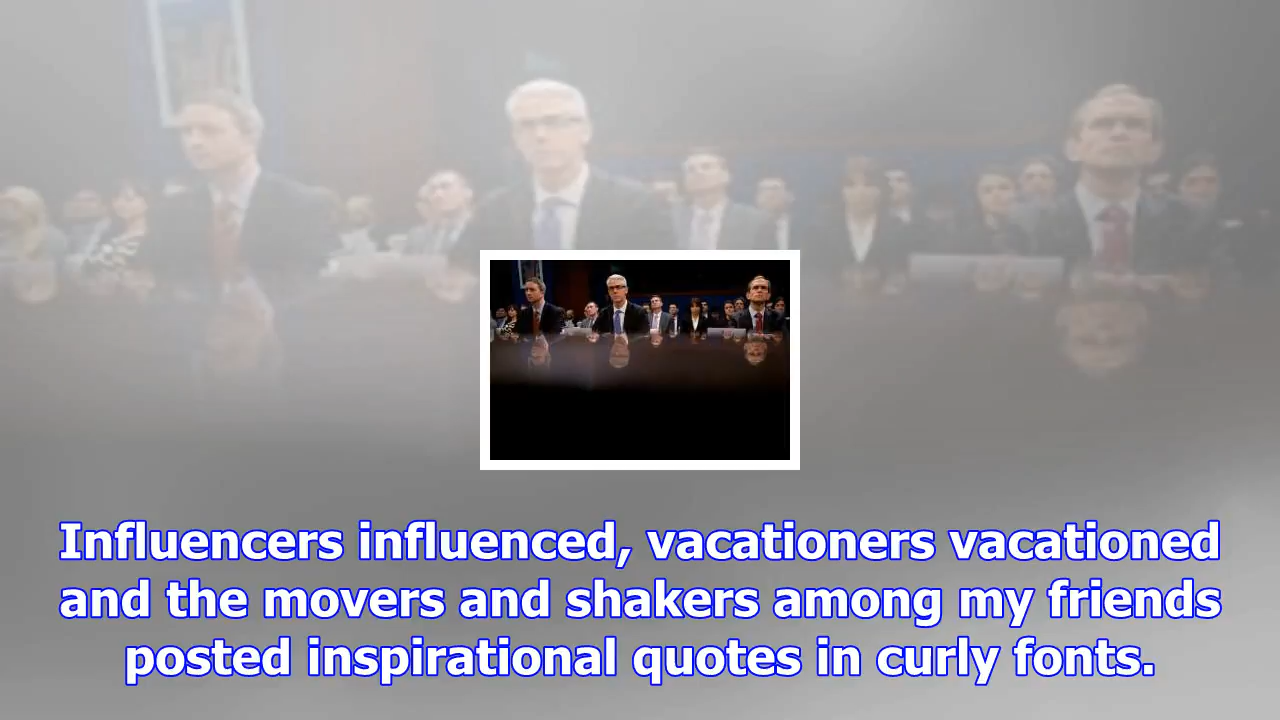 Influencers influenced, vacationers vacationed
and the movers and shakers among my friends
posted inspirational quotes in curly fonts.